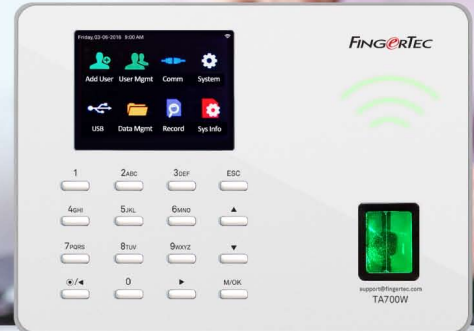 Friday, 03-06-2016 9:00 AM
FINGERTEC
Add User User Mgmt Comm System
USB Data Mgmt Record Sys Info
1 2ABC 3DEF ESC
4GHI 5JKL 6MNO ▲
7PQRS 8TUV 9WXYZ ▼
/◄ 0 ► M/OK
support@fingertec.com
TA700W